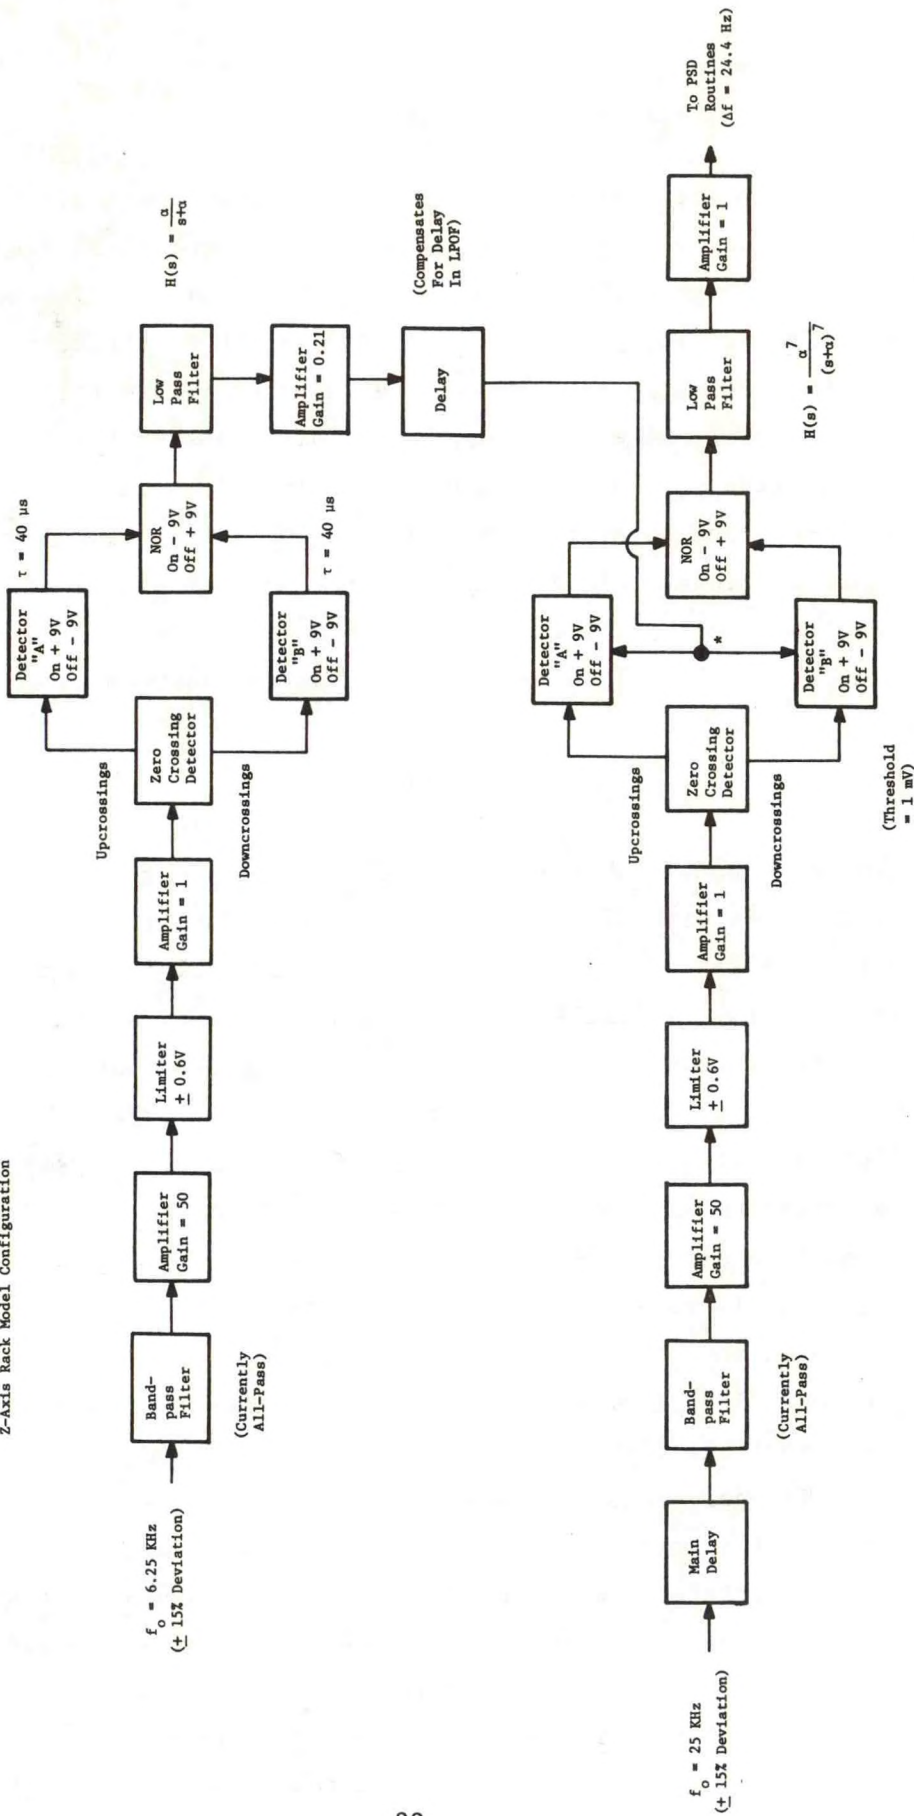 Z-Axis Rack Model Configuration
f_o = 6.25 KHz
(± 15% Deviation)
Band-
pass
Filter
(Currently
All-Pass)
Amplifier
Gain = 50
Limiter
± 0.6V
Amplifier
Gain = 1
Zero
Crossing
Detector
Upcrossings
Downcrossings
Detector
"A"
On + 9V
Off - 9V
τ = 40 μs
Detector
"B"
On + 9V
Off - 9V
τ = 40 μs
NOR
On - 9V
Off + 9V
Low
Pass
Filter
H(s) = α/(s+α)
Amplifier
Gain = 0.21
Delay
(Compensates
For Delay
In LPOF)
f_o = 25 KHz
(± 15% Deviation)
Main
Delay
Band-
pass
Filter
(Currently
All-Pass)
Amplifier
Gain = 50
Limiter
± 0.6V
Amplifier
Gain = 1
Zero
Crossing
Detector
Upcrossings
Downcrossings
(Threshold
= 1 mV)
Detector
"A"
On + 9V
Off - 9V
*
Detector
"B"
On + 9V
Off - 9V
NOR
On - 9V
Off + 9V
Low
Pass
Filter
H(s) = α^7/(s+α)^7
Amplifier
Gain = 1
To PSD
Routines
(Δf = 24.4 Hz)